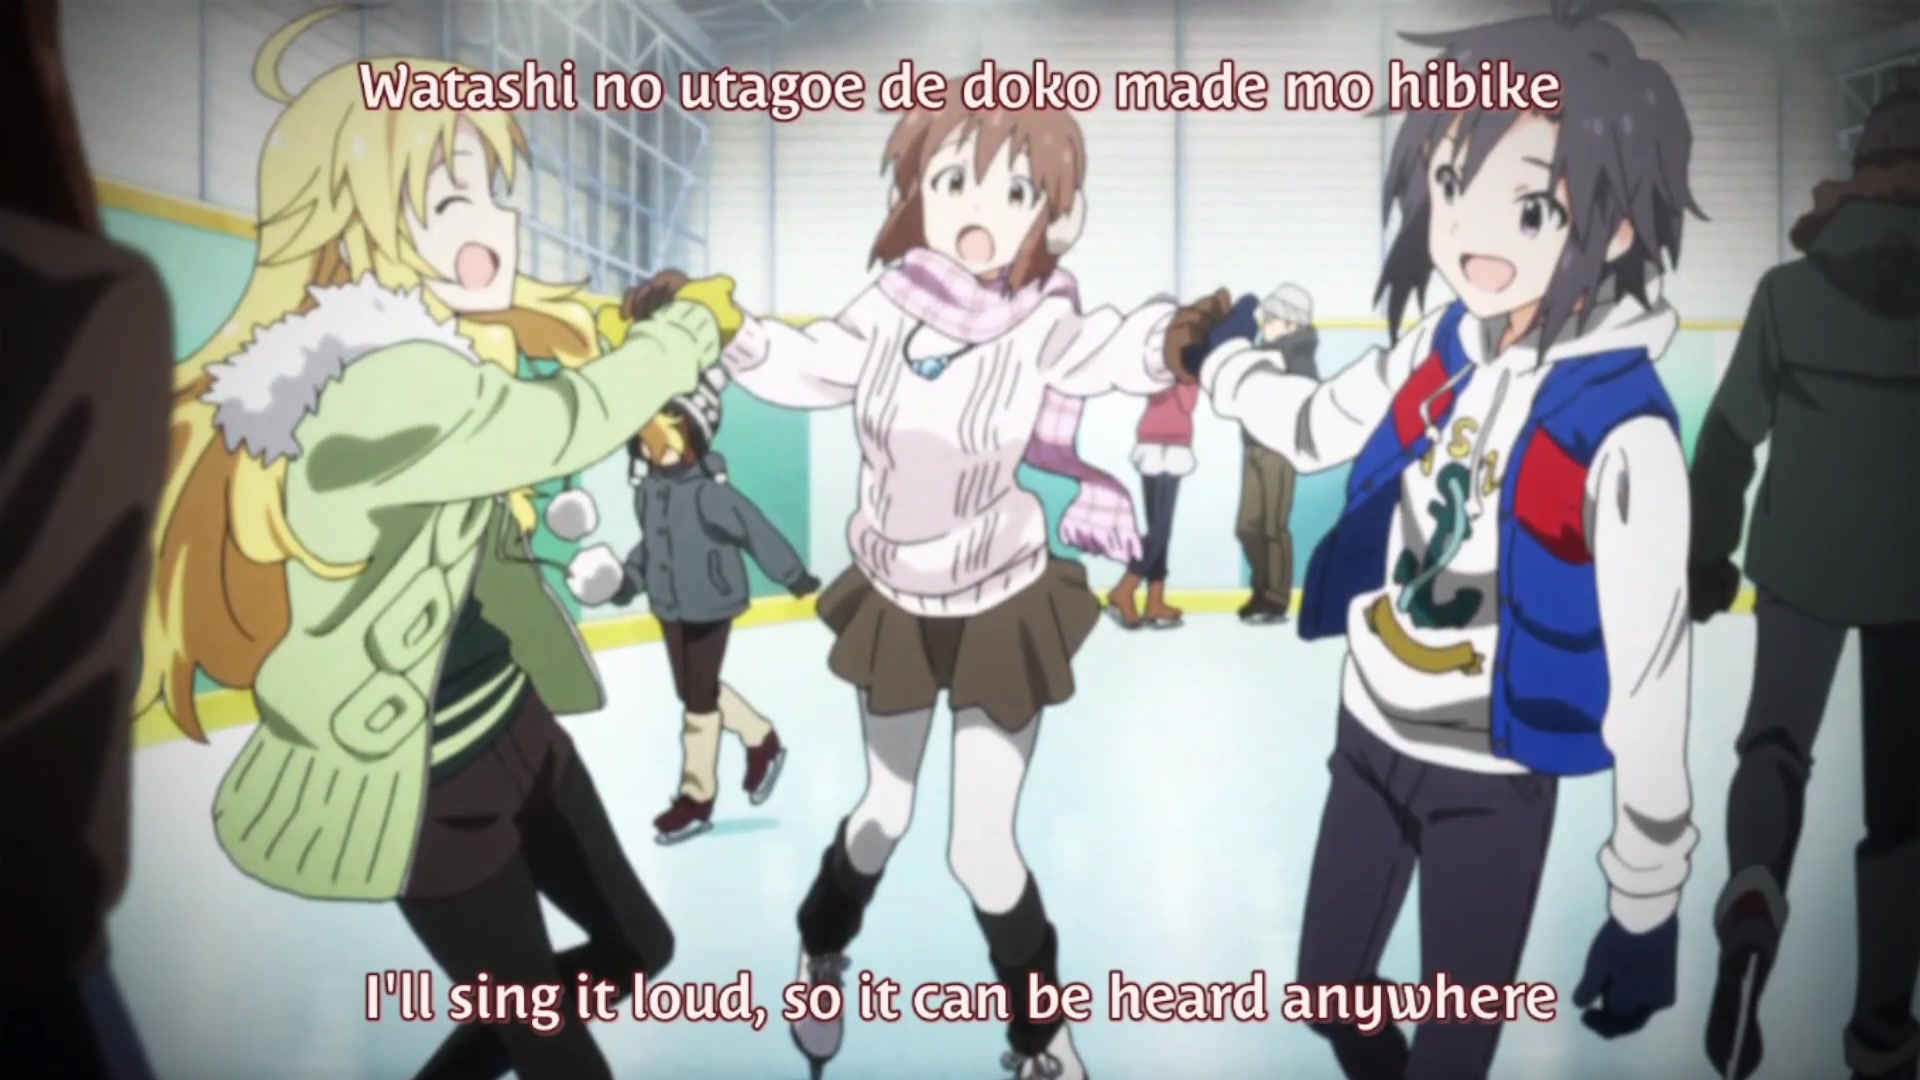 Watashi no utagoe de doko made mo hibike
I'll sing it loud, so it can be heard anywhere